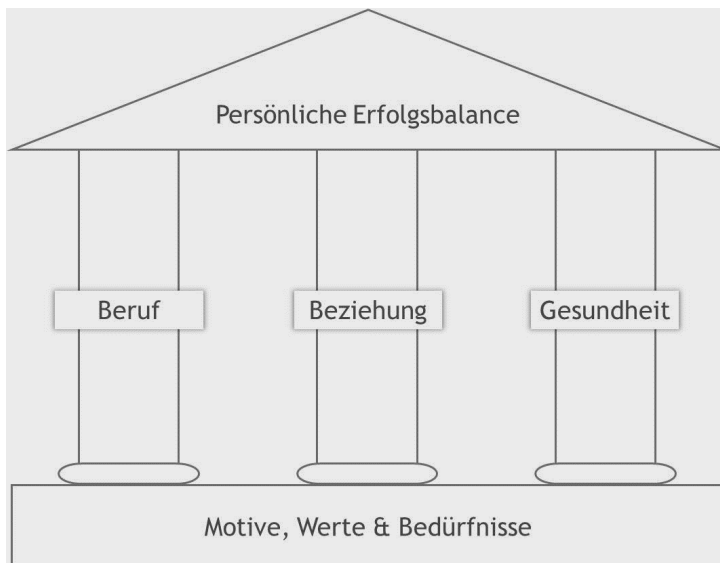 Persönliche Erfolgsbalance
Beruf
Beziehung
Gesundheit
Motive, Werte & Bedürfnisse